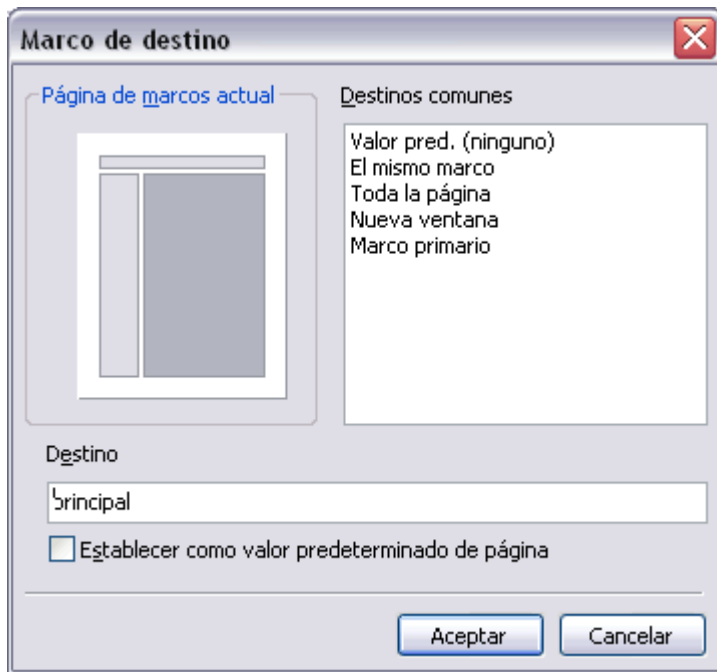 Marco de destino
Página de marcos actual
Destinos comunes
Valor pred. (ninguno)
El mismo marco
Toda la página
Nueva ventana
Marco primario
Destino
principal
Establecer como valor predeterminado de página
Aceptar
Cancelar